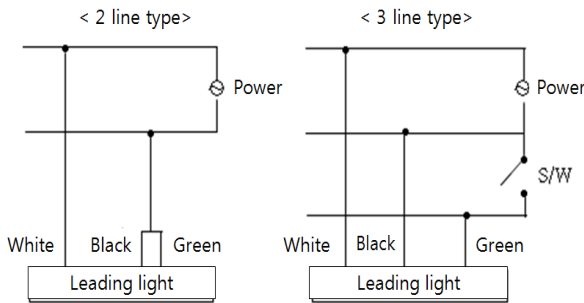 < 2 line type>
< 3 line type>
Power
Power
S/W
White Black Green
White Black Green
Leading light
Leading light